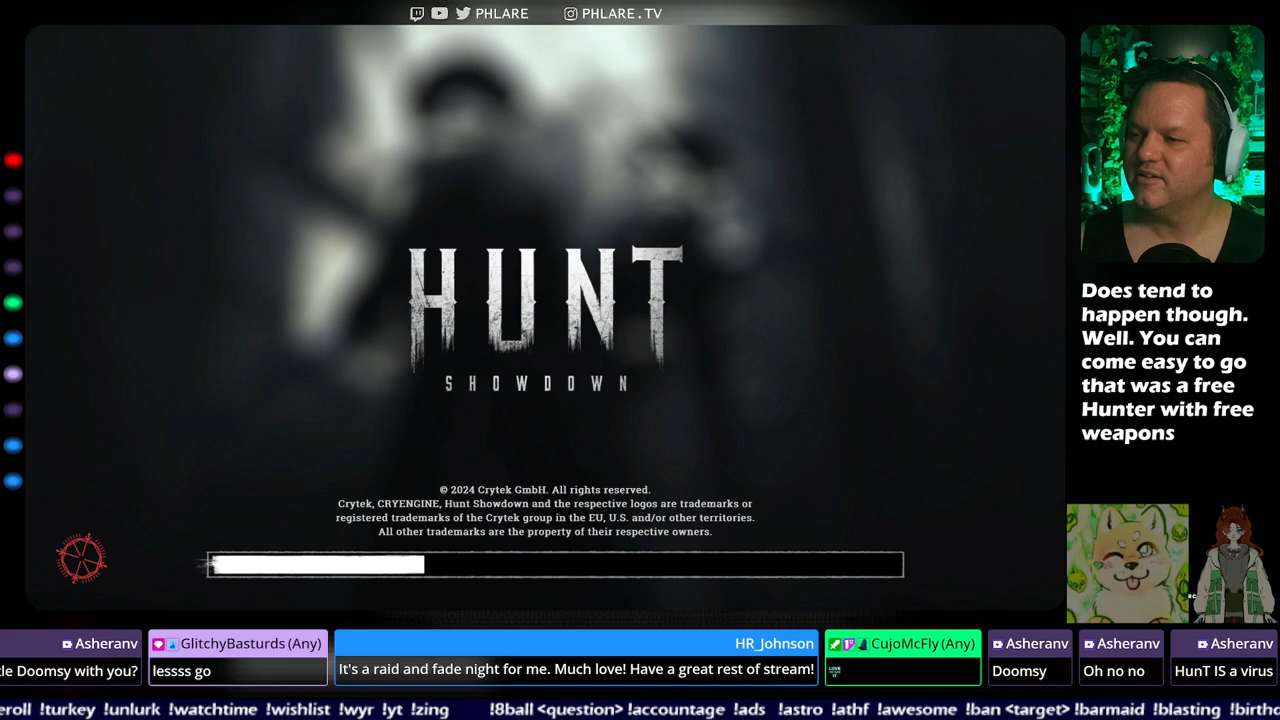 PHLARE PHLARE.TV
HUNT
SHOWDOWN
© 2024 Crytek GmbH. All rights reserved.
Crytek, CRYENGINE, Hunt Showdown and the respective logos are trademarks or
registered trademarks of the Crytek group in the EU, U.S. and/or other territories.
All other trademarks are the property of their respective owners.
Does tend to
happen though.
Well. You can
come easy to go
that was a free
Hunter with free
weapons
Asheranv
Doomsy with you?
GlitchyBasturds (Any)
lessss go
HR_Johnson
It's a raid and fade night for me. Much love! Have a great rest of stream!
CujoMcFly (Any)
Asheranv
Doomsy
Asheranv
Oh no no
Asheranv
HunT IS a virus
!turkey !unlurk !watchtime !wishlist !wyr !yt !zing !8ball <question> !accountage !ads !astro !athf !awesome !ban <target> !barmaid !blasting